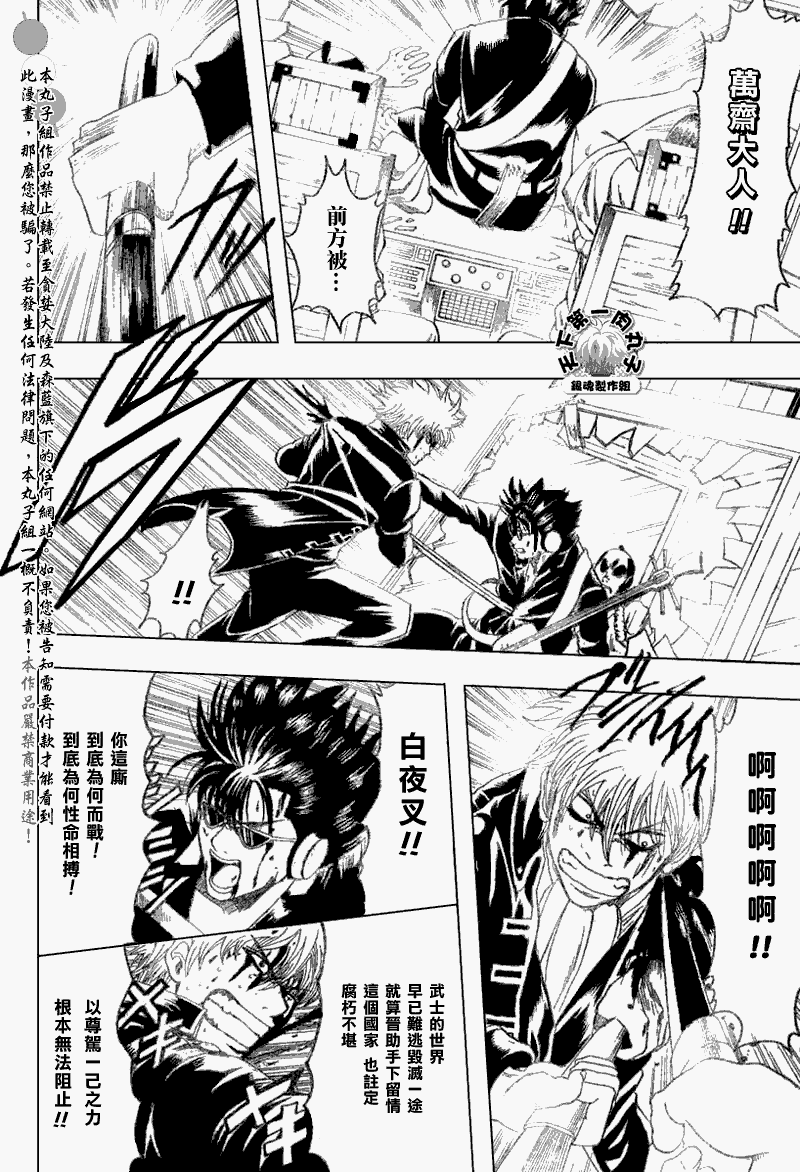 萬齋大人!!
前方被…
!!
啊啊啊啊啊!!
白夜叉!!
你這廝
到底為何而戰!
到底為何性命相搏!
武士的世界
早已難逃毀滅一途
就算晉助手下留情
這個國家 也註定
腐朽不堪
以尊駕一己之力
根本無法阻止!!
天下第一肉丸子
銀魂製作組
本丸子組作品禁止轉載至貪婪大陸及森藍旗下的任何網站。如果您被告知需要付款才能看到
此漫畫，那麼您被騙了。若發生任何法律問題，本丸子組一概不負責！本作品嚴禁商業用途！